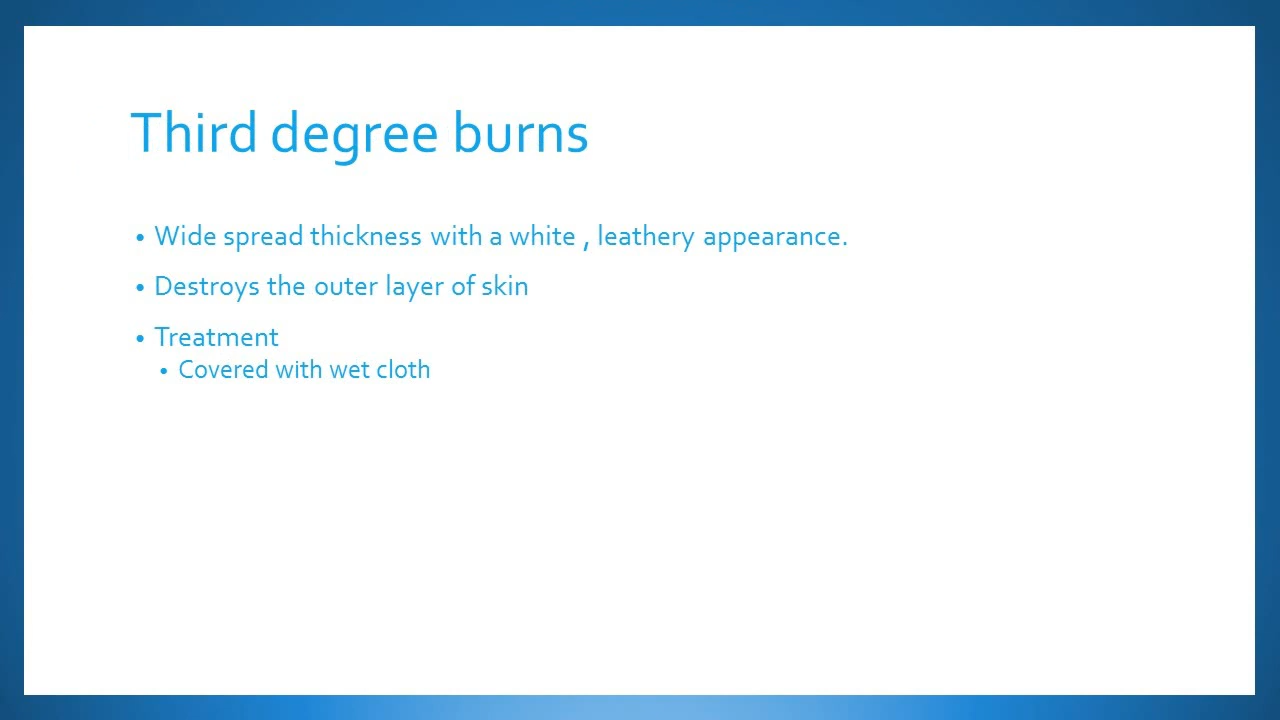 Third degree burns
• Wide spread thickness with a white , leathery appearance.
• Destroys the outer layer of skin
• Treatment
• Covered with wet cloth